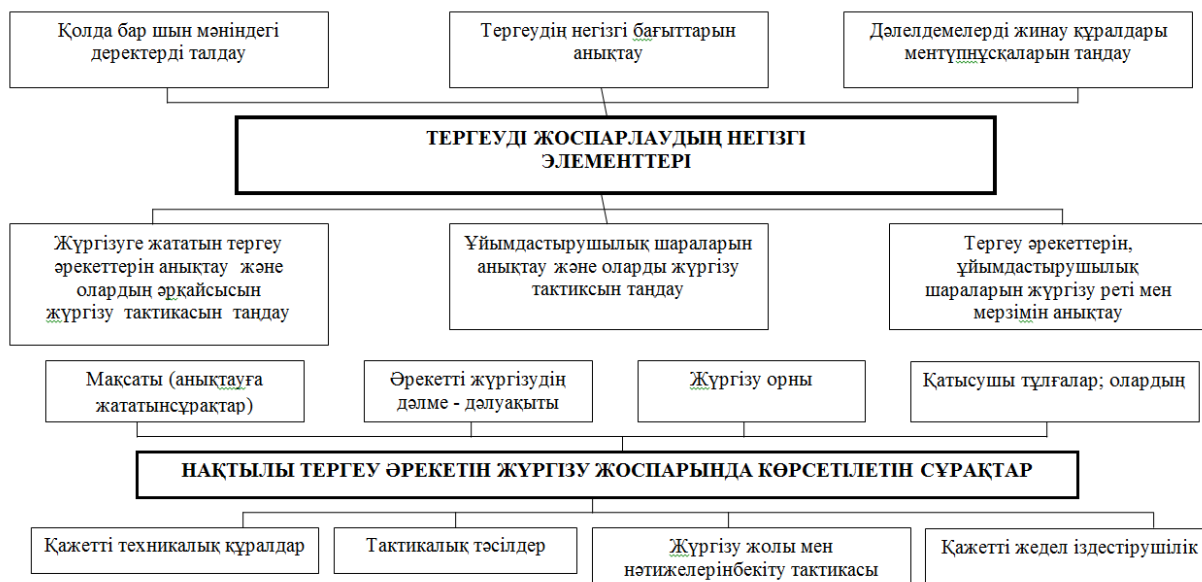 Қолда бар шын мәніндегі
деректерді талдау
Тергеудің негізгі бағыттарын
анықтау
Дәлелдемелерді жинау құралдары
ментүпнұсқаларын таңдау
ТЕРГЕУДІ ЖОСПАРЛАУДЫҢ НЕГІЗГІ
ЭЛЕМЕНТТЕРІ
Жүргізуге жататын тергеу
әрекеттерін анықтау және
олардың әрқайсысын
жүргізу тактикасын таңдау
Ұйымдастырушылық шараларын
анықтау және оларды жүргізу
тактиксын таңдау
Тергеу әрекеттерін,
ұйымдастырушылық
шараларын жүргізу реті мен
мерзімін анықтау
Мақсаты (анықтауға
жататынсұрақтар)
Әрекетті жүргізудің
дәлме - дәлуақыты
Жүргізу орны
Қатысушы тұлғалар; олардың
НАҚТЫЛЫ ТЕРГЕУ ӘРЕКЕТІН ЖҮРГІЗУ ЖОСПАРЫНДА КӨРСЕТІЛЕТІН СҰРАҚТАР
Қажетті техникалық құралдар
Тактикалық тәсілдер
Жүргізу жолы мен
нәтижелерінбекіту тактикасы
Қажетті жедел іздестірушілік